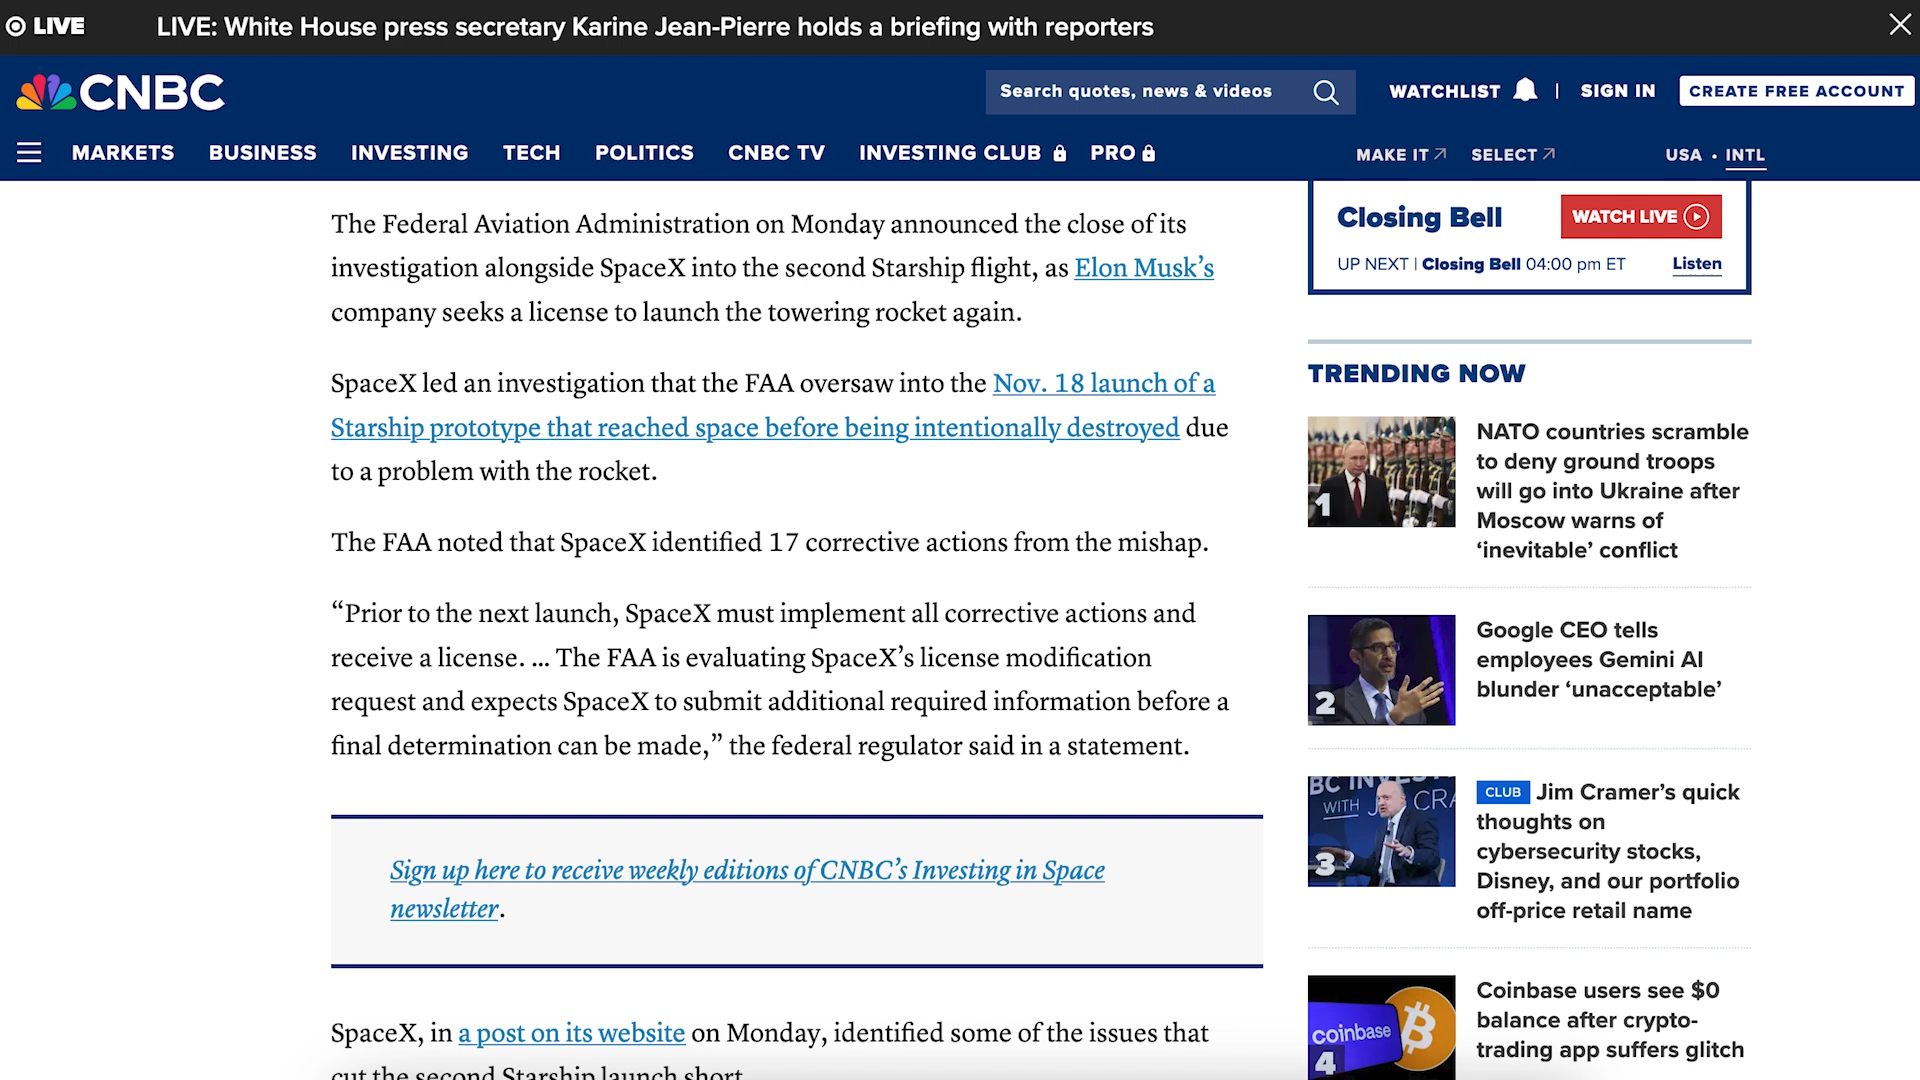 LIVE
LIVE: White House press secretary Karine Jean-Pierre holds a briefing with reporters
CNBC
Search quotes, news & videos
WATCHLIST
SIGN IN
CREATE FREE ACCOUNT
MARKETS
BUSINESS
INVESTING
TECH
POLITICS
CNBC TV
INVESTING CLUB
PRO
MAKE IT
SELECT
USA • INTL
The Federal Aviation Administration on Monday announced the close of its
investigation alongside SpaceX into the second Starship flight, as Elon Musk’s
company seeks a license to launch the towering rocket again.
SpaceX led an investigation that the FAA oversaw into the Nov. 18 launch of a
Starship prototype that reached space before being intentionally destroyed due
to a problem with the rocket.
The FAA noted that SpaceX identified 17 corrective actions from the mishap.
“Prior to the next launch, SpaceX must implement all corrective actions and
receive a license. ... The FAA is evaluating SpaceX’s license modification
request and expects SpaceX to submit additional required information before a
final determination can be made,” the federal regulator said in a statement.
Sign up here to receive weekly editions of CNBC’s Investing in Space
newsletter.
SpaceX, in a post on its website on Monday, identified some of the issues that
cut the second Starship launch short
Closing Bell
WATCH LIVE
UP NEXT | Closing Bell 04:00 pm ET
Listen
TRENDING NOW
1
NATO countries scramble
to deny ground troops
will go into Ukraine after
Moscow warns of
‘inevitable’ conflict
2
Google CEO tells
employees Gemini AI
blunder ‘unacceptable’
BC INVEST
WITH J CRA
3
CLUB Jim Cramer’s quick
thoughts on
cybersecurity stocks,
Disney, and our portfolio
off-price retail name
coinbase
4
Coinbase users see $0
balance after crypto-
trading app suffers glitch